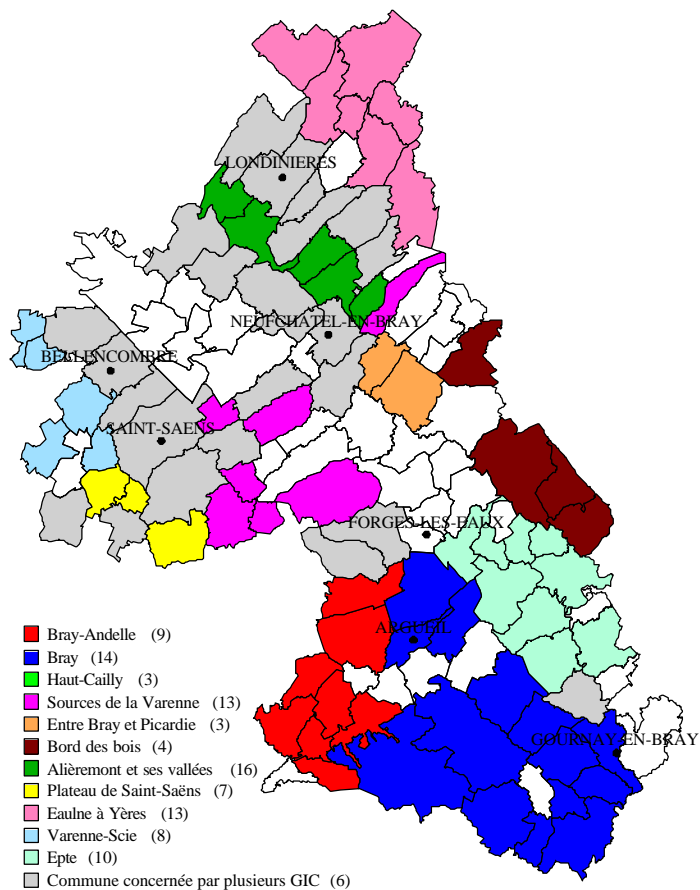 LONDINIERES
NEUFCHATEL-EN-BRAY
BELLENCOMBRE
SAINT-SAENS
FORGES-LES-EAUX
ARGUEIL
GOURNAY-EN-BRAY
Bray-Andelle (9)
Bray (14)
Haut-Cailly (3)
Sources de la Varenne (13)
Entre Bray et Picardie (3)
Bord des bois (4)
Alièremont et ses vallées (16)
Plateau de Saint-Saëns (7)
Eaulne à Yères (13)
Varenne-Scie (8)
Epte (10)
Commune concernée par plusieurs GIC (6)